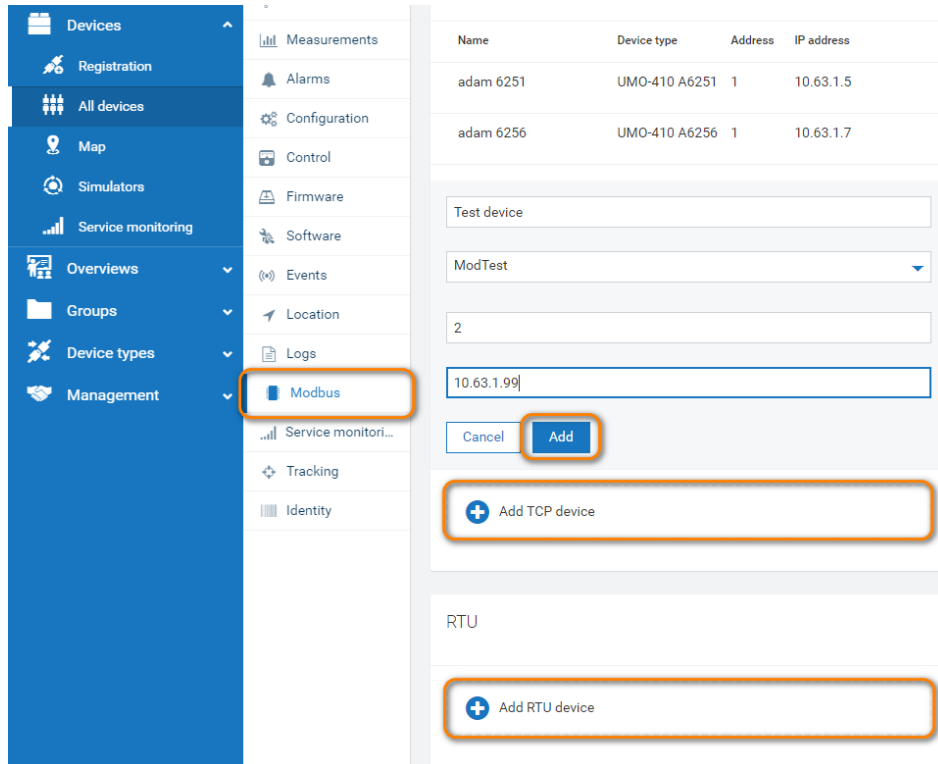 Devices
Registration
All devices
Map
Simulators
Service monitoring
Overviews
Groups
Device types
Management
Measurements
Alarms
Configuration
Control
Firmware
Software
Events
Location
Logs
Modbus
Service monitori...
Tracking
Identity
Name Device type Address IP address
adam 6251 UMO-410 A6251 1 10.63.1.5
adam 6256 UMO-410 A6256 1 10.63.1.7
Test device
ModTest
2
10.63.1.99
Cancel Add
Add TCP device
RTU
Add RTU device